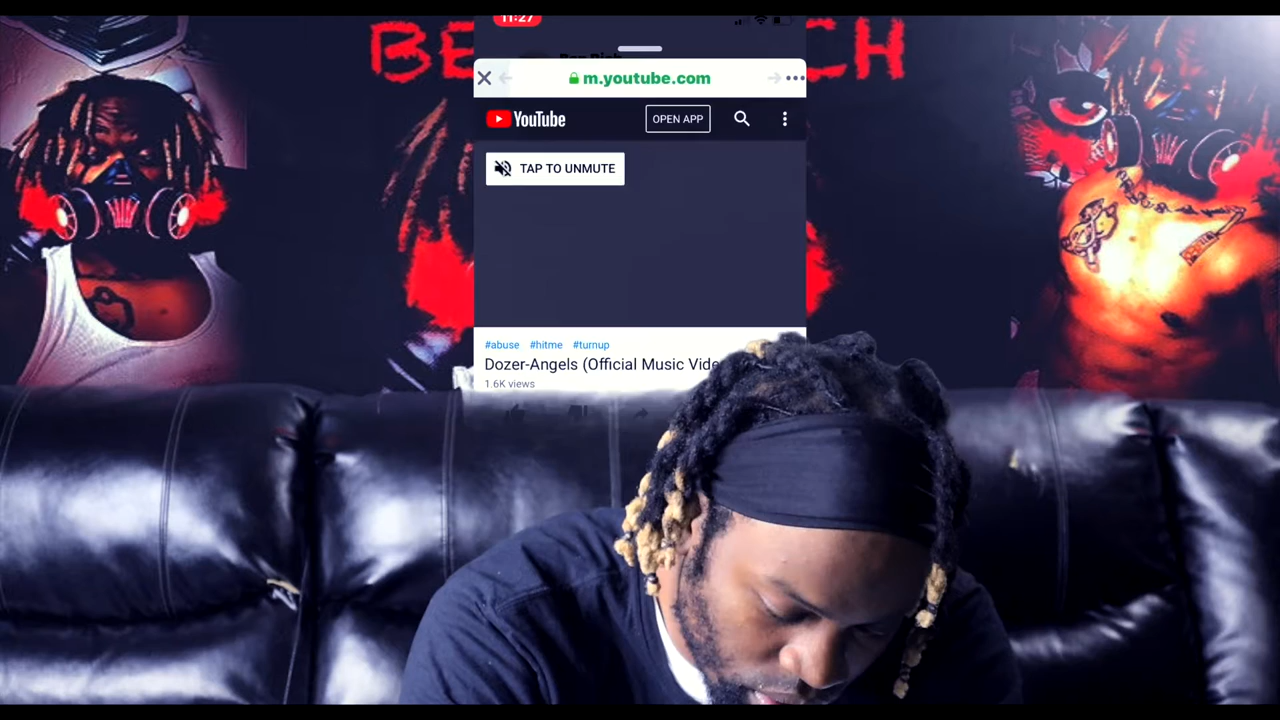 11:27
m.youtube.com
YouTube
OPEN APP
TAP TO UNMUTE
#abuse #hitme #turnup
Dozer-Angels (Official Music Vide
1.6K views